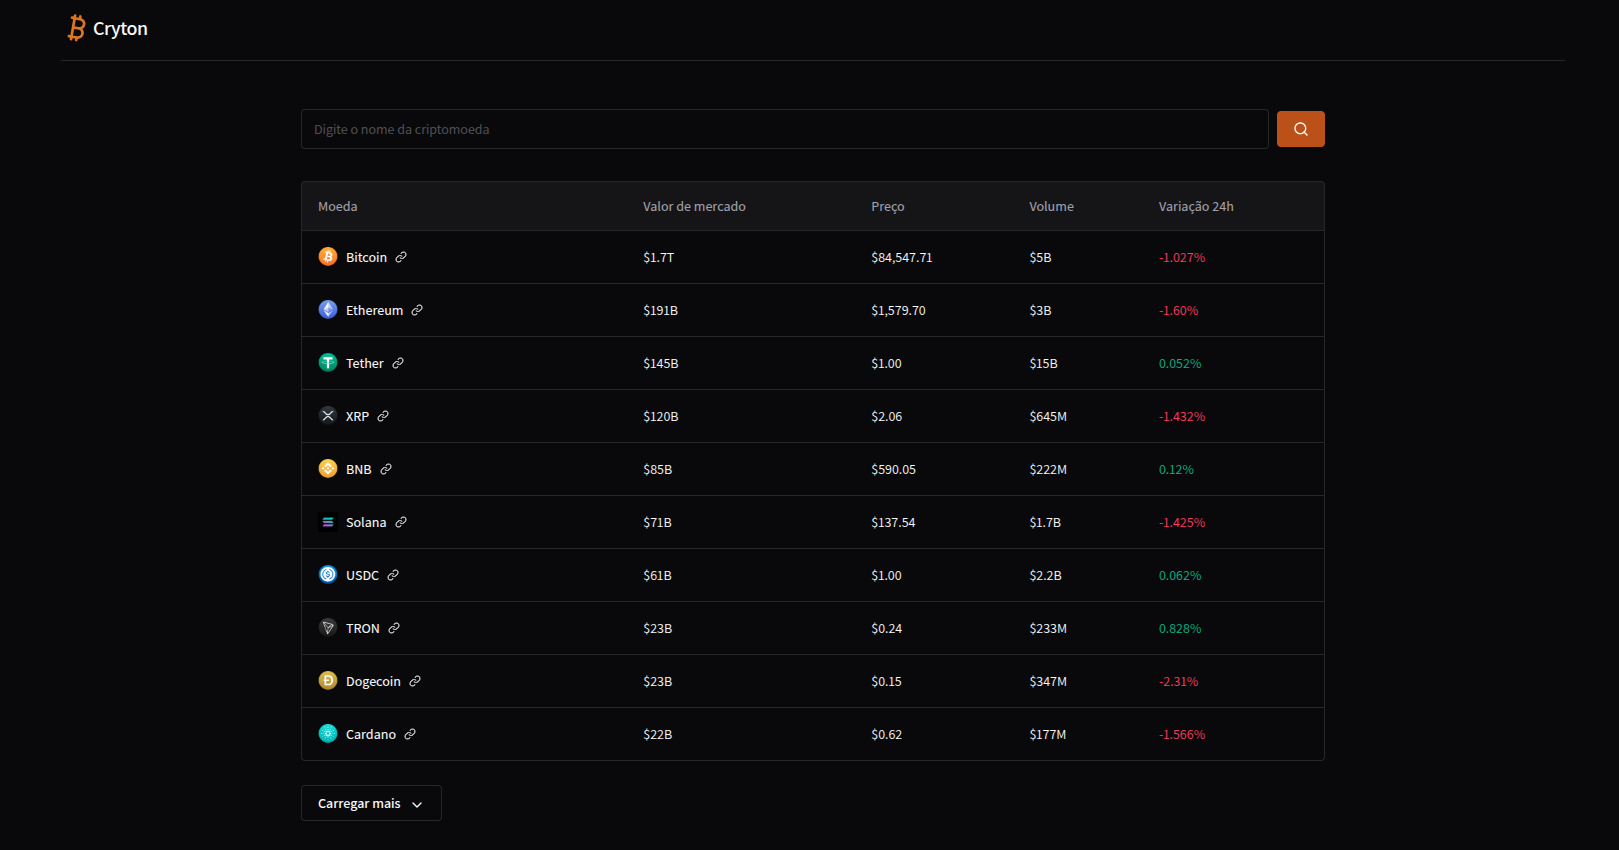 Cryton
Digite o nome da criptomoeda
Moeda Valor de mercado Preço Volume Variação 24h
Bitcoin $1.7T $84,547.71 $5B -1.027%
Ethereum $191B $1,579.70 $3B -1.60%
Tether $145B $1.00 $15B 0.052%
XRP $120B $2.06 $645M -1.432%
BNB $85B $590.05 $222M 0.12%
Solana $71B $137.54 $1.7B -1.425%
USDC $61B $1.00 $2.2B 0.062%
TRON $23B $0.24 $233M 0.828%
Dogecoin $23B $0.15 $347M -2.31%
Cardano $22B $0.62 $177M -1.566%
Carregar mais